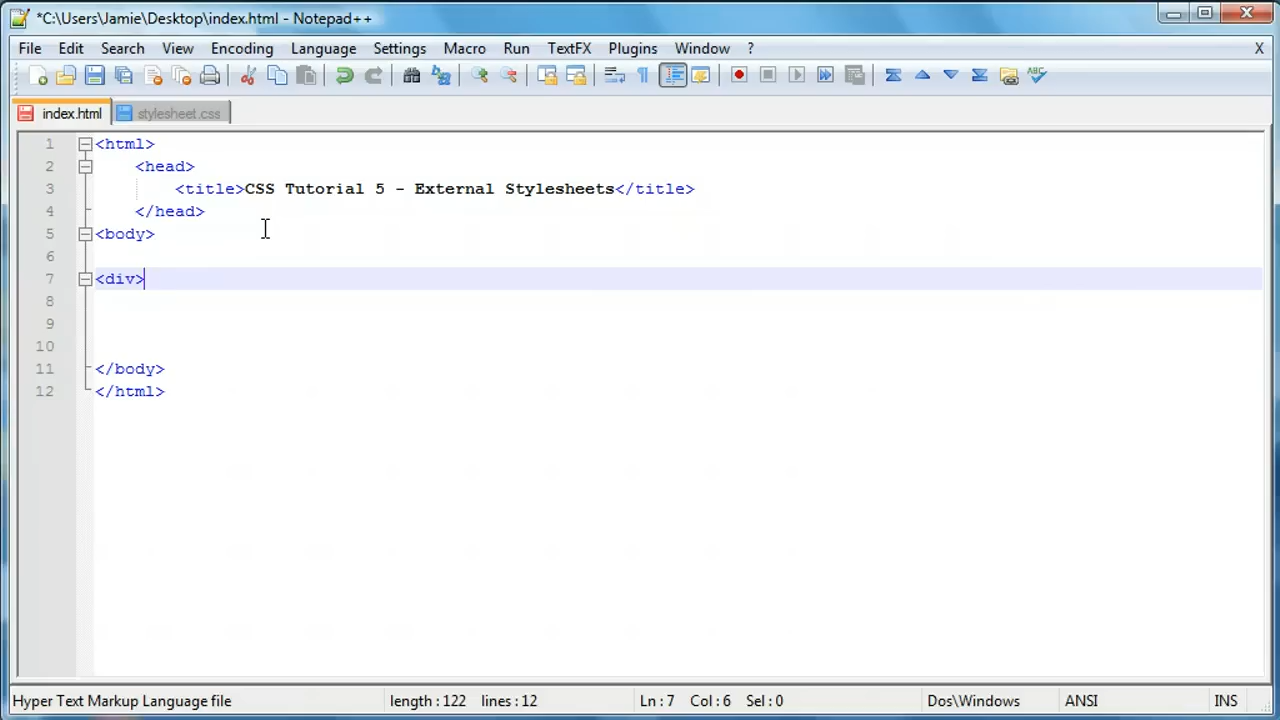 *C:\Users\Jamie\Desktop\index.html - Notepad++
File Edit Search View Encoding Language Settings Macro Run TextFX Plugins Window ? X
index.html stylesheet.css
1 <html>
2 <head>
3 <title>CSS Tutorial 5 - External Stylesheets</title>
4 </head>
5 <body>
6
7 <div>
8
9
10
11 </body>
12 </html>
Hyper Text Markup Language file length : 122 lines : 12 Ln : 7 Col : 6 Sel : 0 Dos\Windows ANSI INS